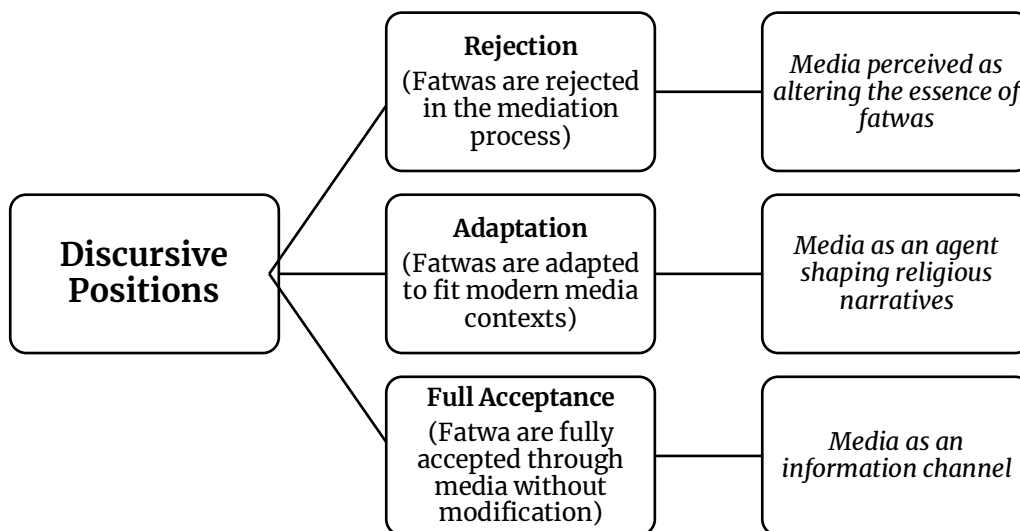 Discursive
Positions
Rejection
(Fatwas are rejected
in the mediation
process)
Media perceived as
altering the essence of
fatwas
Adaptation
(Fatwas are adapted
to fit modern media
contexts)
Media as an agent
shaping religious
narratives
Full Acceptance
(Fatwa are fully
accepted through
media without
modification)
Media as an
information channel